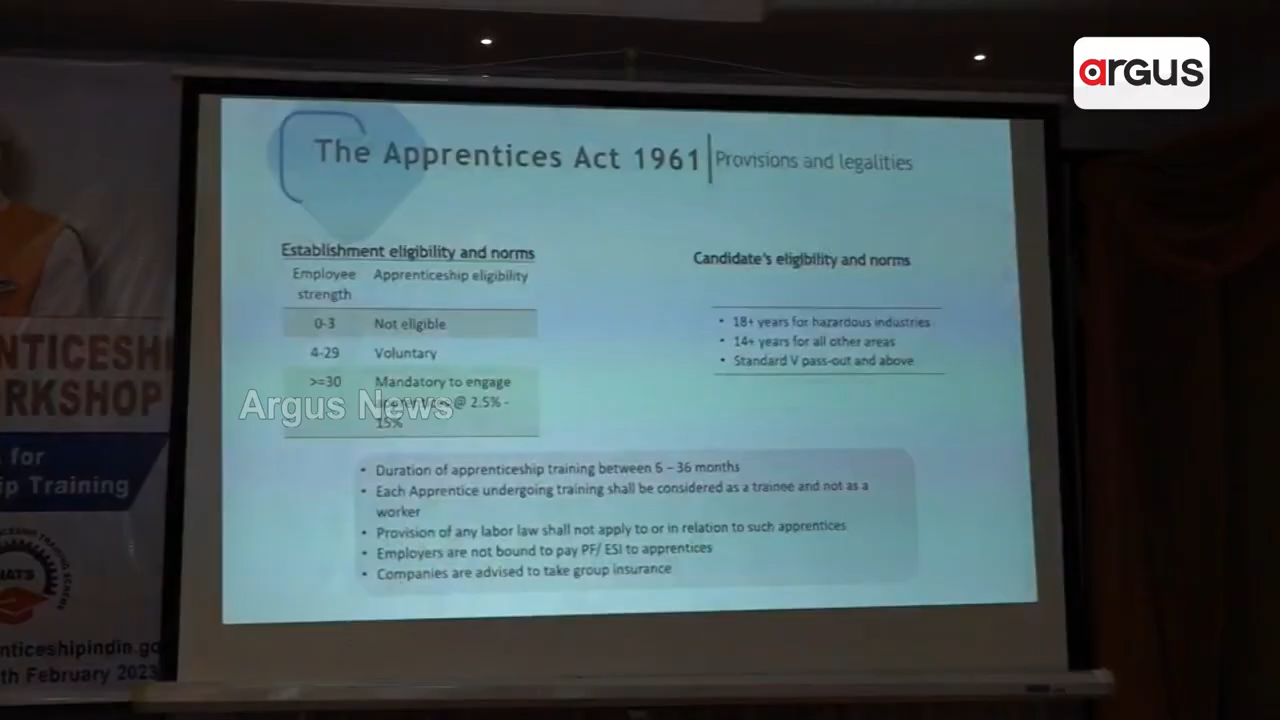 argus
The Apprentices Act 1961
Provisions and legalities
Establishment eligibility and norms
Employee strength
Apprenticeship eligibility
0-3 Not eligible
4-29 Voluntary
>=30 Mandatory to engage
@ 2.5% -
15%
Argus News
Candidate's eligibility and norms
• 18+ years for hazardous industries
• 14+ years for all other areas
• Standard V pass-out and above
• Duration of apprenticeship training between 6 – 36 months
• Each Apprentice undergoing training shall be considered as a trainee and not as a
worker
• Provision of any labor law shall not apply to or in relation to such apprentices
• Employers are not bound to pay PF/ ESI to apprentices
• Companies are advised to take group insurance
NTICESHI
ORKSHOP
for
ip Training
NATS
nticeshipindin.go
th February 2023